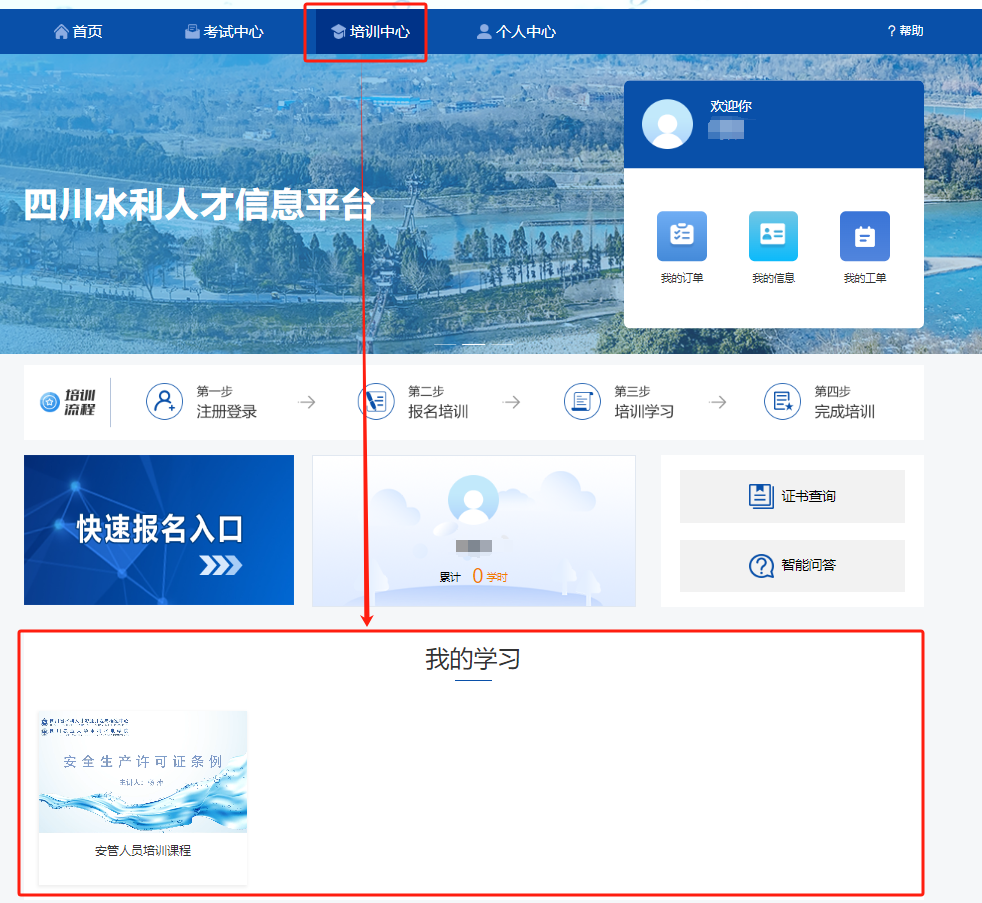 首页
考试中心
培训中心
个人中心
? 帮助
欢迎你
四川水利人才信息平台
我的订单
我的信息
我的工单
培训
流程
第一步
注册登录
第二步
报名培训
第三步
培训学习
第四步
完成培训
快速报名入口
累计 0 学时
证书查询
智能问答
我的学习
安全生产许可证条例
安管人员培训课程